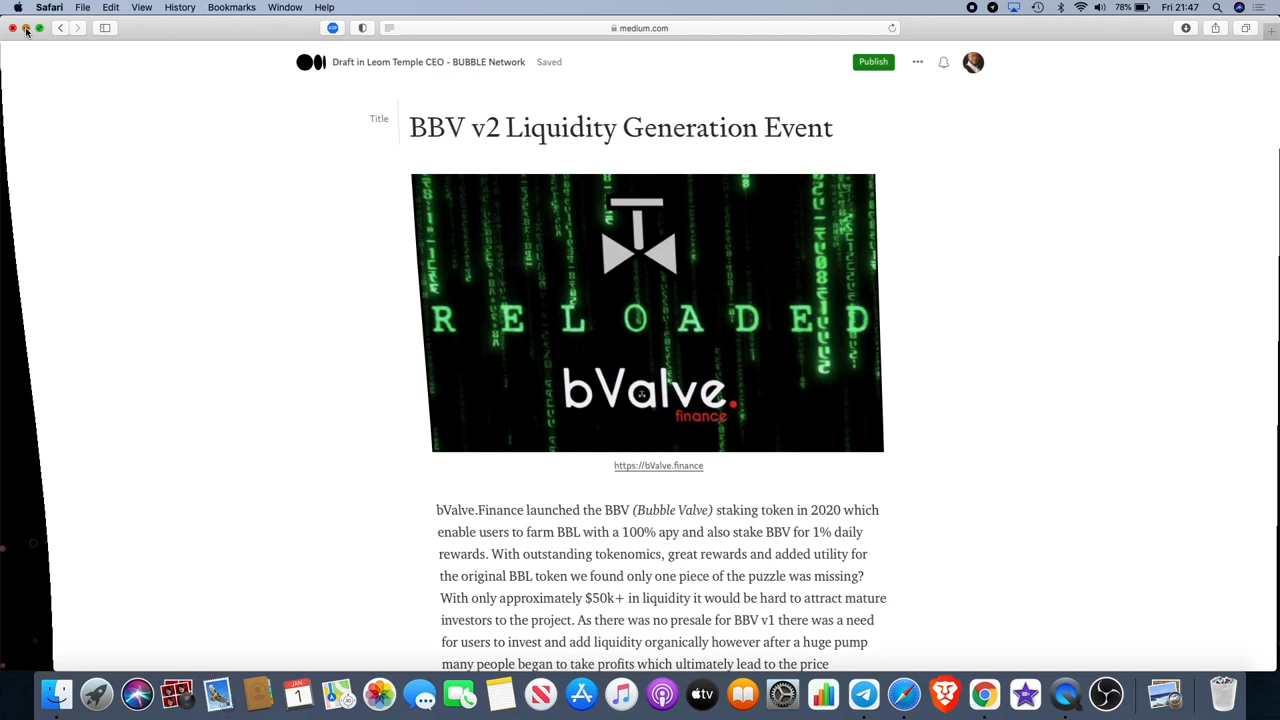 Safari File Edit View History Bookmarks Window Help 78% Fri 21:47
medium.com
Draft in Leom Temple CEO - BUBBLE Network Saved Publish
Title
BBV v2 Liquidity Generation Event
RELOADED
bValve.
finance
https://bValve.finance
bValve.Finance launched the BBV (Bubble Valve) staking token in 2020 which
enable users to farm BBL with a 100% apy and also stake BBV for 1% daily
rewards. With outstanding tokenomics, great rewards and added utility for
the original BBL token we found only one piece of the puzzle was missing?
With only approximately $50k+ in liquidity it would be hard to attract mature
investors to the project. As there was no presale for BBV v1 there was a need
for users to invest and add liquidity organically however after a huge pump
many people began to take profits which ultimately lead to the price
JAN
1
tv